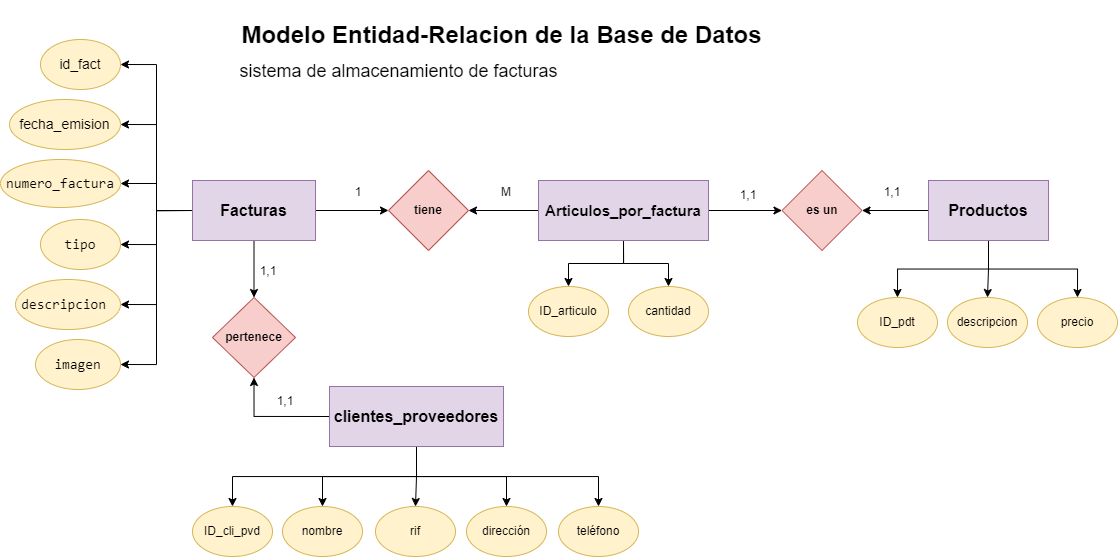 Modelo Entidad-Relacion de la Base de Datos
sistema de almacenamiento de facturas
id_fact
fecha_emision
numero_factura
tipo
descripcion
imagen
Facturas
1
tiene
M
Articulos_por_factura
1,1
es un
1,1
Productos
ID_articulo
cantidad
ID_pdt
descripcion
precio
1,1
pertenece
1,1
clientes_proveedores
ID_cli_pvd
nombre
rif
dirección
teléfono